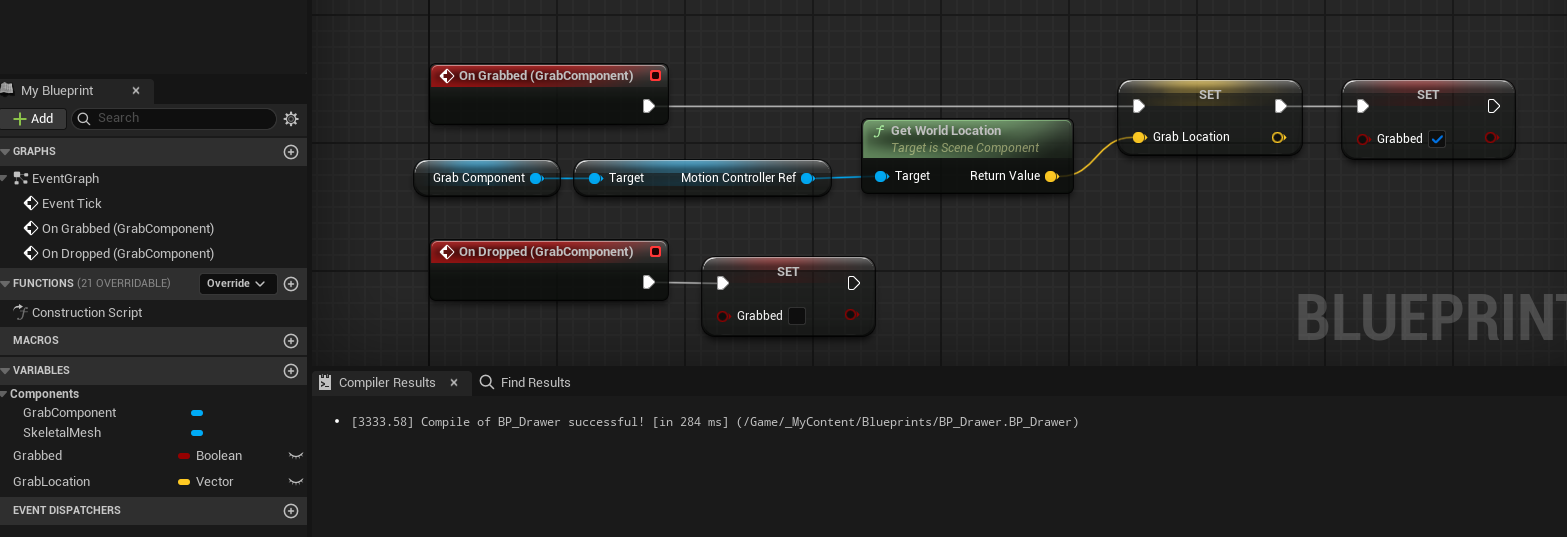 My Blueprint
Add
Search
GRAPHS
EventGraph
Event Tick
On Grabbed (GrabComponent)
On Dropped (GrabComponent)
FUNCTIONS (21 OVERRIDABLE)
Override
Construction Script
MACROS
VARIABLES
Components
GrabComponent
SkeletalMesh
Grabbed
Boolean
GrabLocation
Vector
EVENT DISPATCHERS
On Grabbed (GrabComponent)
Grab Component
Target
Motion Controller Ref
Get World Location
Target is Scene Component
Target
Return Value
SET
Grab Location
SET
Grabbed
On Dropped (GrabComponent)
SET
Grabbed
BLUEPRINT
Compiler Results
Find Results
[3333.58] Compile of BP_Drawer successful! [in 284 ms] (/Game/_MyContent/Blueprints/BP_Drawer.BP_Drawer)